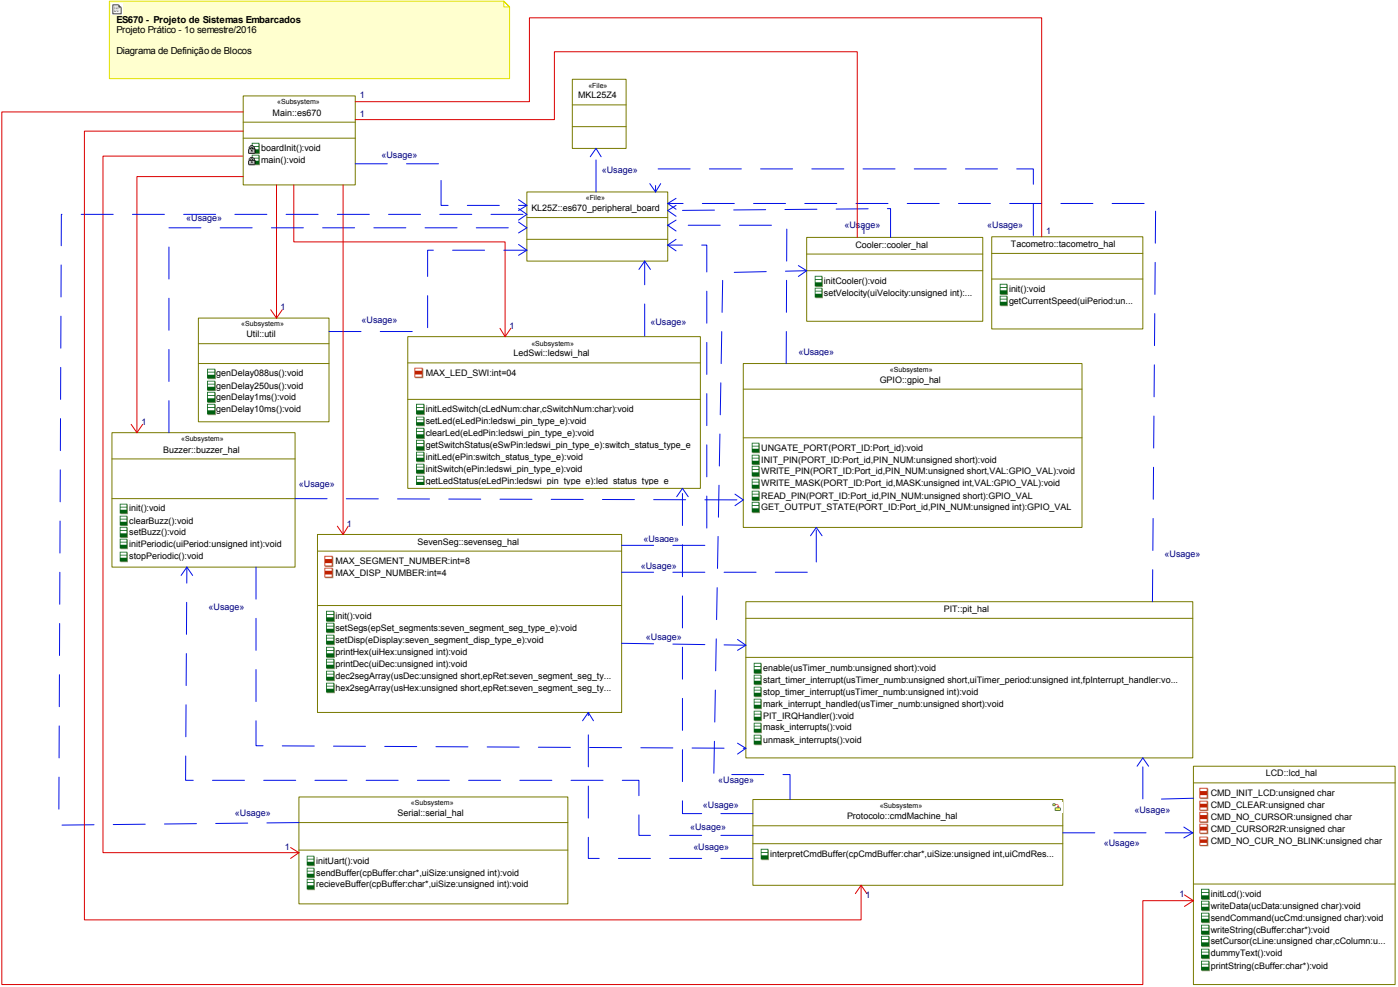 ES670 - Projeto de Sistemas Embarcados
Projeto Prático - 1o semestre/2016
Diagrama de Definição de Blocos
«Subsystem»
Main::es670
boardInit():void
main():void
1
1
«Usage»
«File»
MKL25Z4
«Usage»
«File»
KL25Z::es670_peripheral_board
«Usage»
«Usage»
1
«Subsystem»
Cooler::cooler_hal
initCooler():void
setVelocity(uiVelocity:unsigned int):...
1
«Subsystem»
Tacometro::tacometro_hal
init():void
getCurrentSpeed(uiPeriod:un...
«Usage»
«Usage»
1
«Subsystem»
Util::util
genDelay088us():void
genDelay250us():void
genDelay1ms():void
genDelay10ms():void
«Usage»
1
«Subsystem»
LedSwi::ledswi_hal
MAX_LED_SWI:int=04
initLedSwitch(cLedNum:char,cSwitchNum:char):void
setLed(eLedPin:ledswi_pin_type_e):void
clearLed(eLedPin:ledswi_pin_type_e):void
getSwitchStatus(eSwPin:ledswi_pin_type_e):switch_status_type_e
initLed(ePin:switch_status_type_e):void
initSwitch(ePin:ledswi_pin_type_e):void
getLedStatus(eLedPin:ledswi_pin_type_e):led_status_type_e
«Usage»
«Usage»
«Subsystem»
GPIO::gpio_hal
UNGATE_PORT(PORT_ID:Port_id):void
INIT_PIN(PORT_ID:Port_id,PIN_NUM:unsigned short):void
WRITE_PIN(PORT_ID:Port_id,PIN_NUM:unsigned short,VAL:GPIO_VAL):void
WRITE_MASK(PORT_ID:Port_id,MASK:unsigned int,VAL:GPIO_VAL):void
READ_PIN(PORT_ID:Port_id,PIN_NUM:unsigned short):GPIO_VAL
GET_OUTPUT_STATE(PORT_ID:Port_id,PIN_NUM:unsigned int):GPIO_VAL
1
«Subsystem»
Buzzer::buzzer_hal
init():void
clearBuzz():void
setBuzz():void
initPeriodic(uiPeriod:unsigned int):void
stopPeriodic():void
«Usage»
«Usage»
1
SevenSeg::sevenseg_hal
MAX_SEGMENT_NUMBER:int=8
MAX_DISP_NUMBER:int=4
init():void
setSegs(epSet_segments:seven_segment_seg_type_e):void
setDisp(eDisplay:seven_segment_disp_type_e):void
printHex(uiHex:unsigned int):void
printDec(uiDec:unsigned int):void
dec2segArray(usDec:unsigned short,epRet:seven_segment_seg_ty...
hex2segArray(usHex:unsigned short,epRet:seven_segment_seg_ty...
«Usage»
«Usage»
«Usage»
«Usage»
PIT::pit_hal
enable(usTimer_numb:unsigned short):void
start_timer_interrupt(usTimer_numb:unsigned short,uiTimer_period:unsigned int,fpInterrupt_handler:vo...
stop_timer_interrupt(usTimer_numb:unsigned int):void
mark_interrupt_handled(usTimer_numb:unsigned short):void
PIT_IRQHandler():void
mask_interrupts():void
unmask_interrupts():void
LCD::lcd_hal
CMD_INIT_LCD:unsigned char
CMD_CLEAR:unsigned char
CMD_NO_CURSOR:unsigned char
CMD_CURSOR2R:unsigned char
CMD_NO_CUR_NO_BLINK:unsigned char
initLcd():void
writeData(ucData:unsigned char):void
sendCommand(ucCmd:unsigned char):void
writeString(cBuffer:char*):void
setCursor(cLine:unsigned char,cColumn:u...
dummyText():void
printString(cBuffer:char*):void
1
«Usage»
«Usage»
«Usage»
«Usage»
«Usage»
«Usage»
«Subsystem»
Protocolo::cmdMachine_hal
interpretCmdBuffer(cpCmdBuffer:char*,uiSize:unsigned int,uiCmdRes...
1
«Usage»
1
«Subsystem»
Serial::serial_hal
initUart():void
sendBuffer(cpBuffer:char*,uiSize:unsigned int):void
recieveBuffer(cpBuffer:char*,uiSize:unsigned int):void